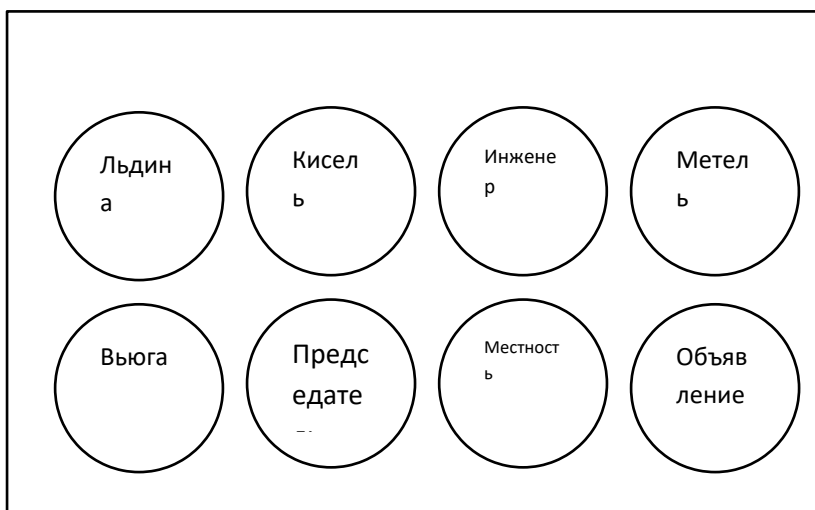 Льдин
а
Кисел
ь
Инжене
р
Метел
ь
Вьюга
Предс
едате
Местност
ь
Объяв
ление